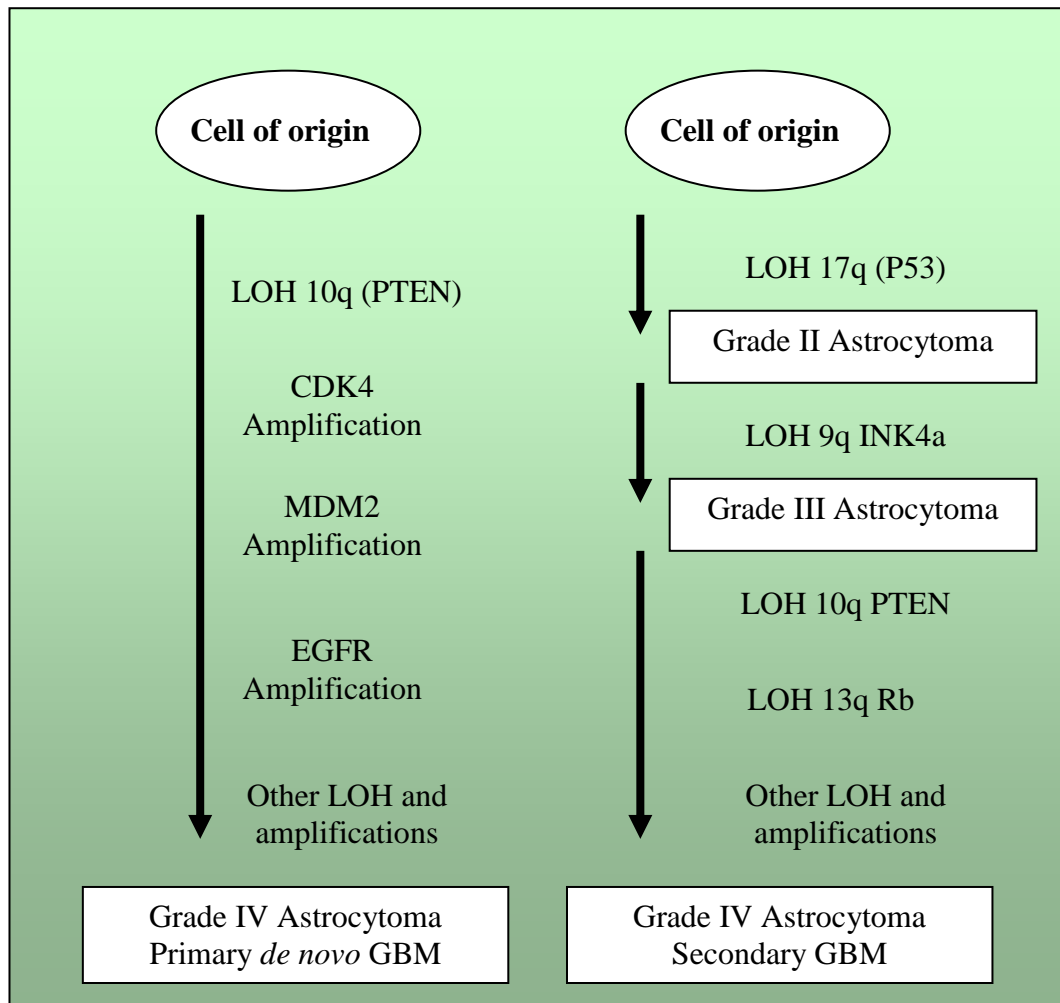 Cell of origin
LOH 10q (PTEN)
CDK4
Amplification
MDM2
Amplification
EGFR
Amplification
Other LOH and
amplifications
Grade IV Astrocytoma
Primary de novo GBM
Cell of origin
LOH 17q (P53)
Grade II Astrocytoma
LOH 9q INK4a
Grade III Astrocytoma
LOH 10q PTEN
LOH 13q Rb
Other LOH and
amplifications
Grade IV Astrocytoma
Secondary GBM